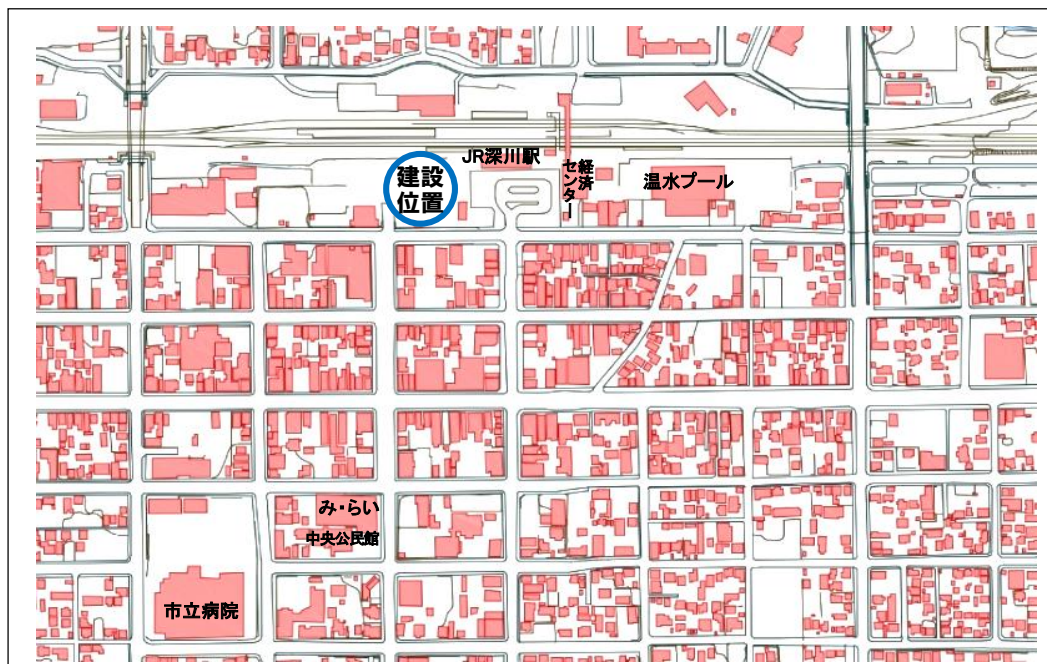 JR深川駅
建設
位置
経済
センター
温水プール
み・らい
中央公民館
市立病院